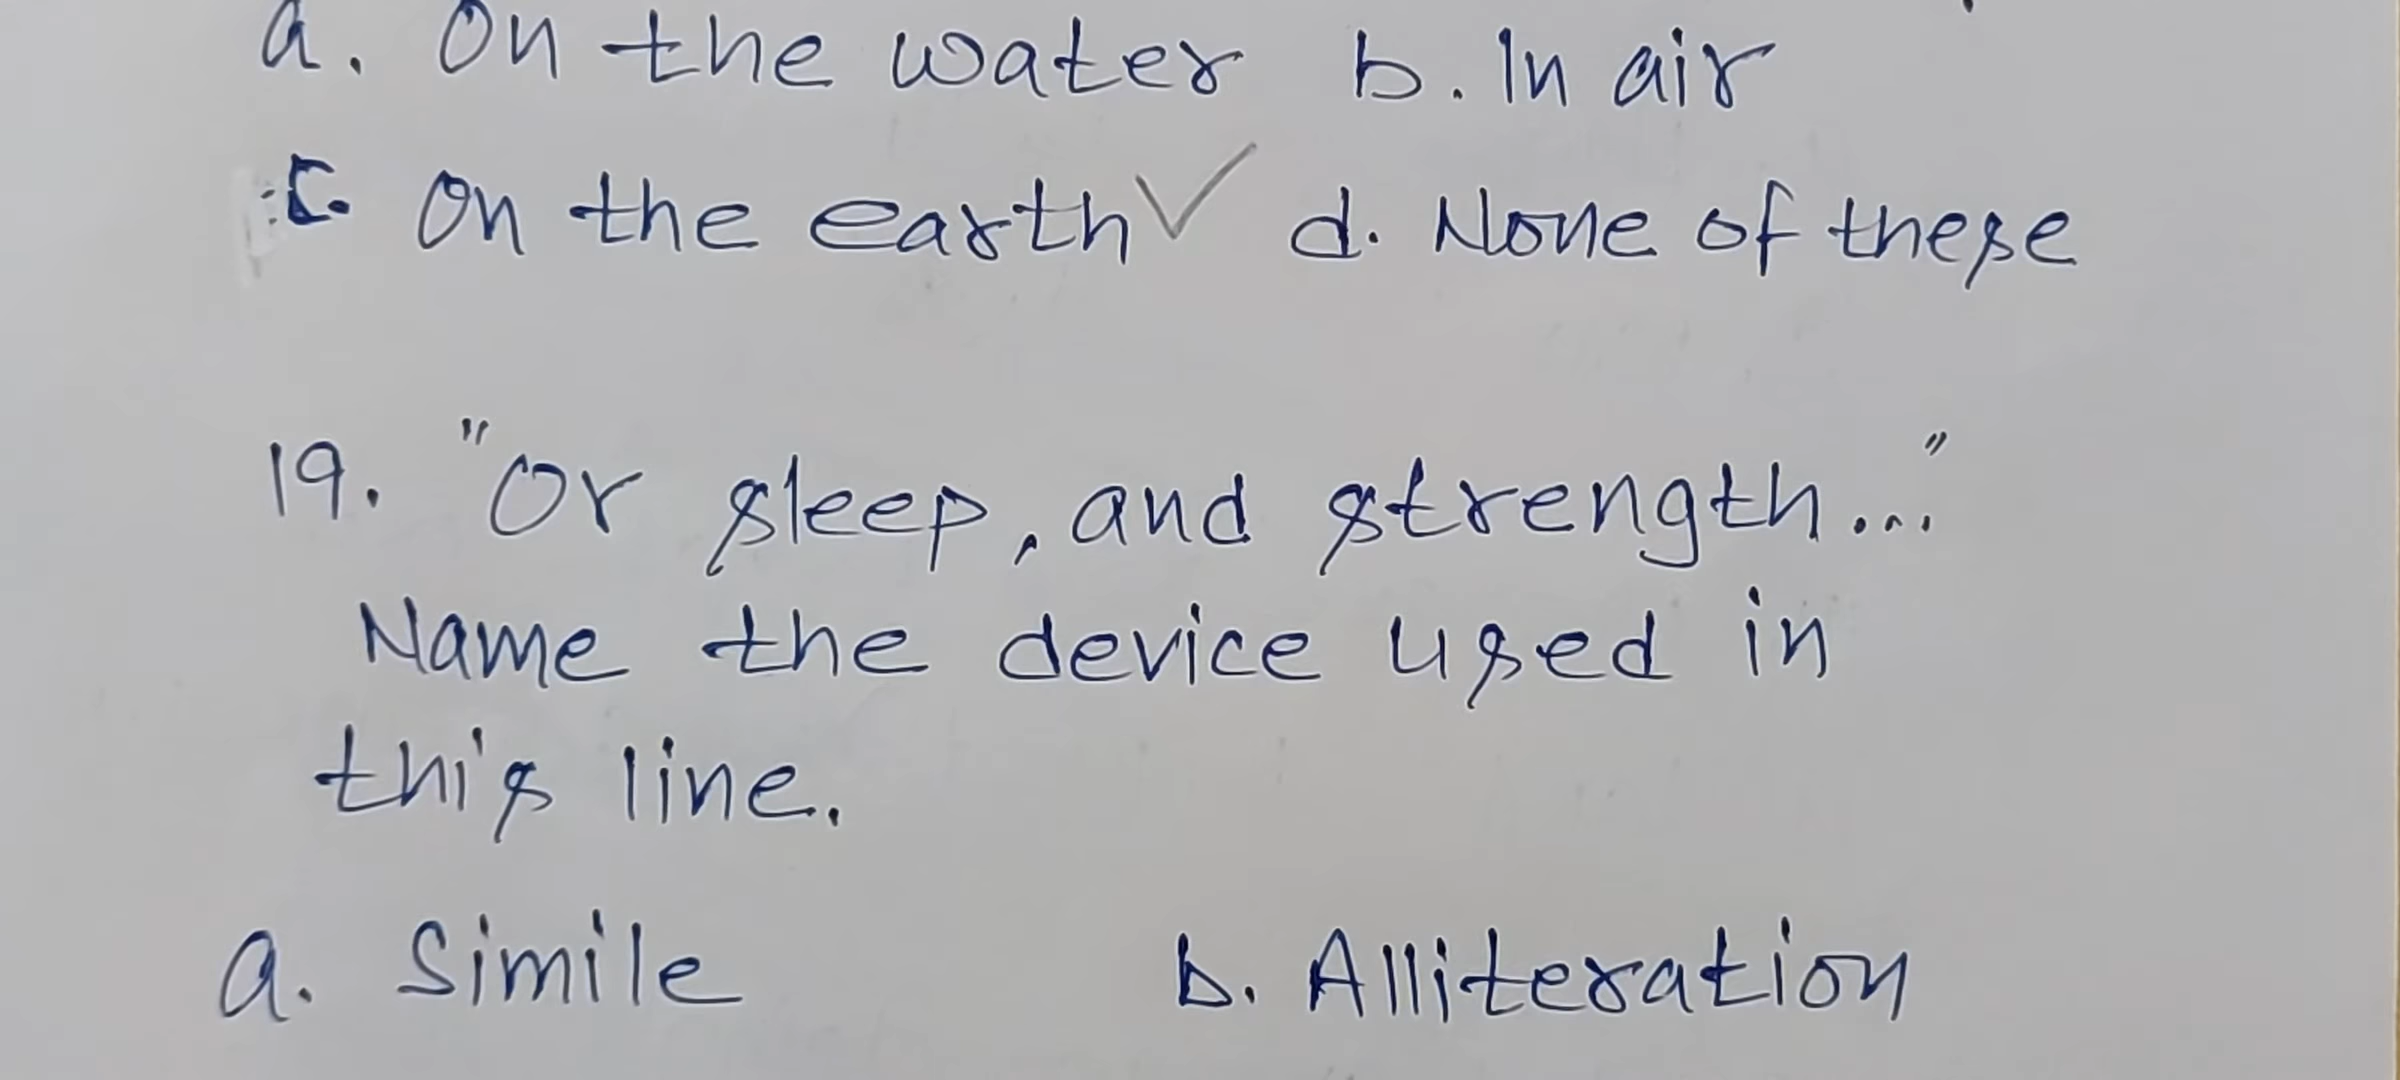 a. On the water b. In air
c. On the earth ✓ d. None of these
19. "Or sleep, and strength..."
Name the device used in
this line.
a. Simile b. Alliteration